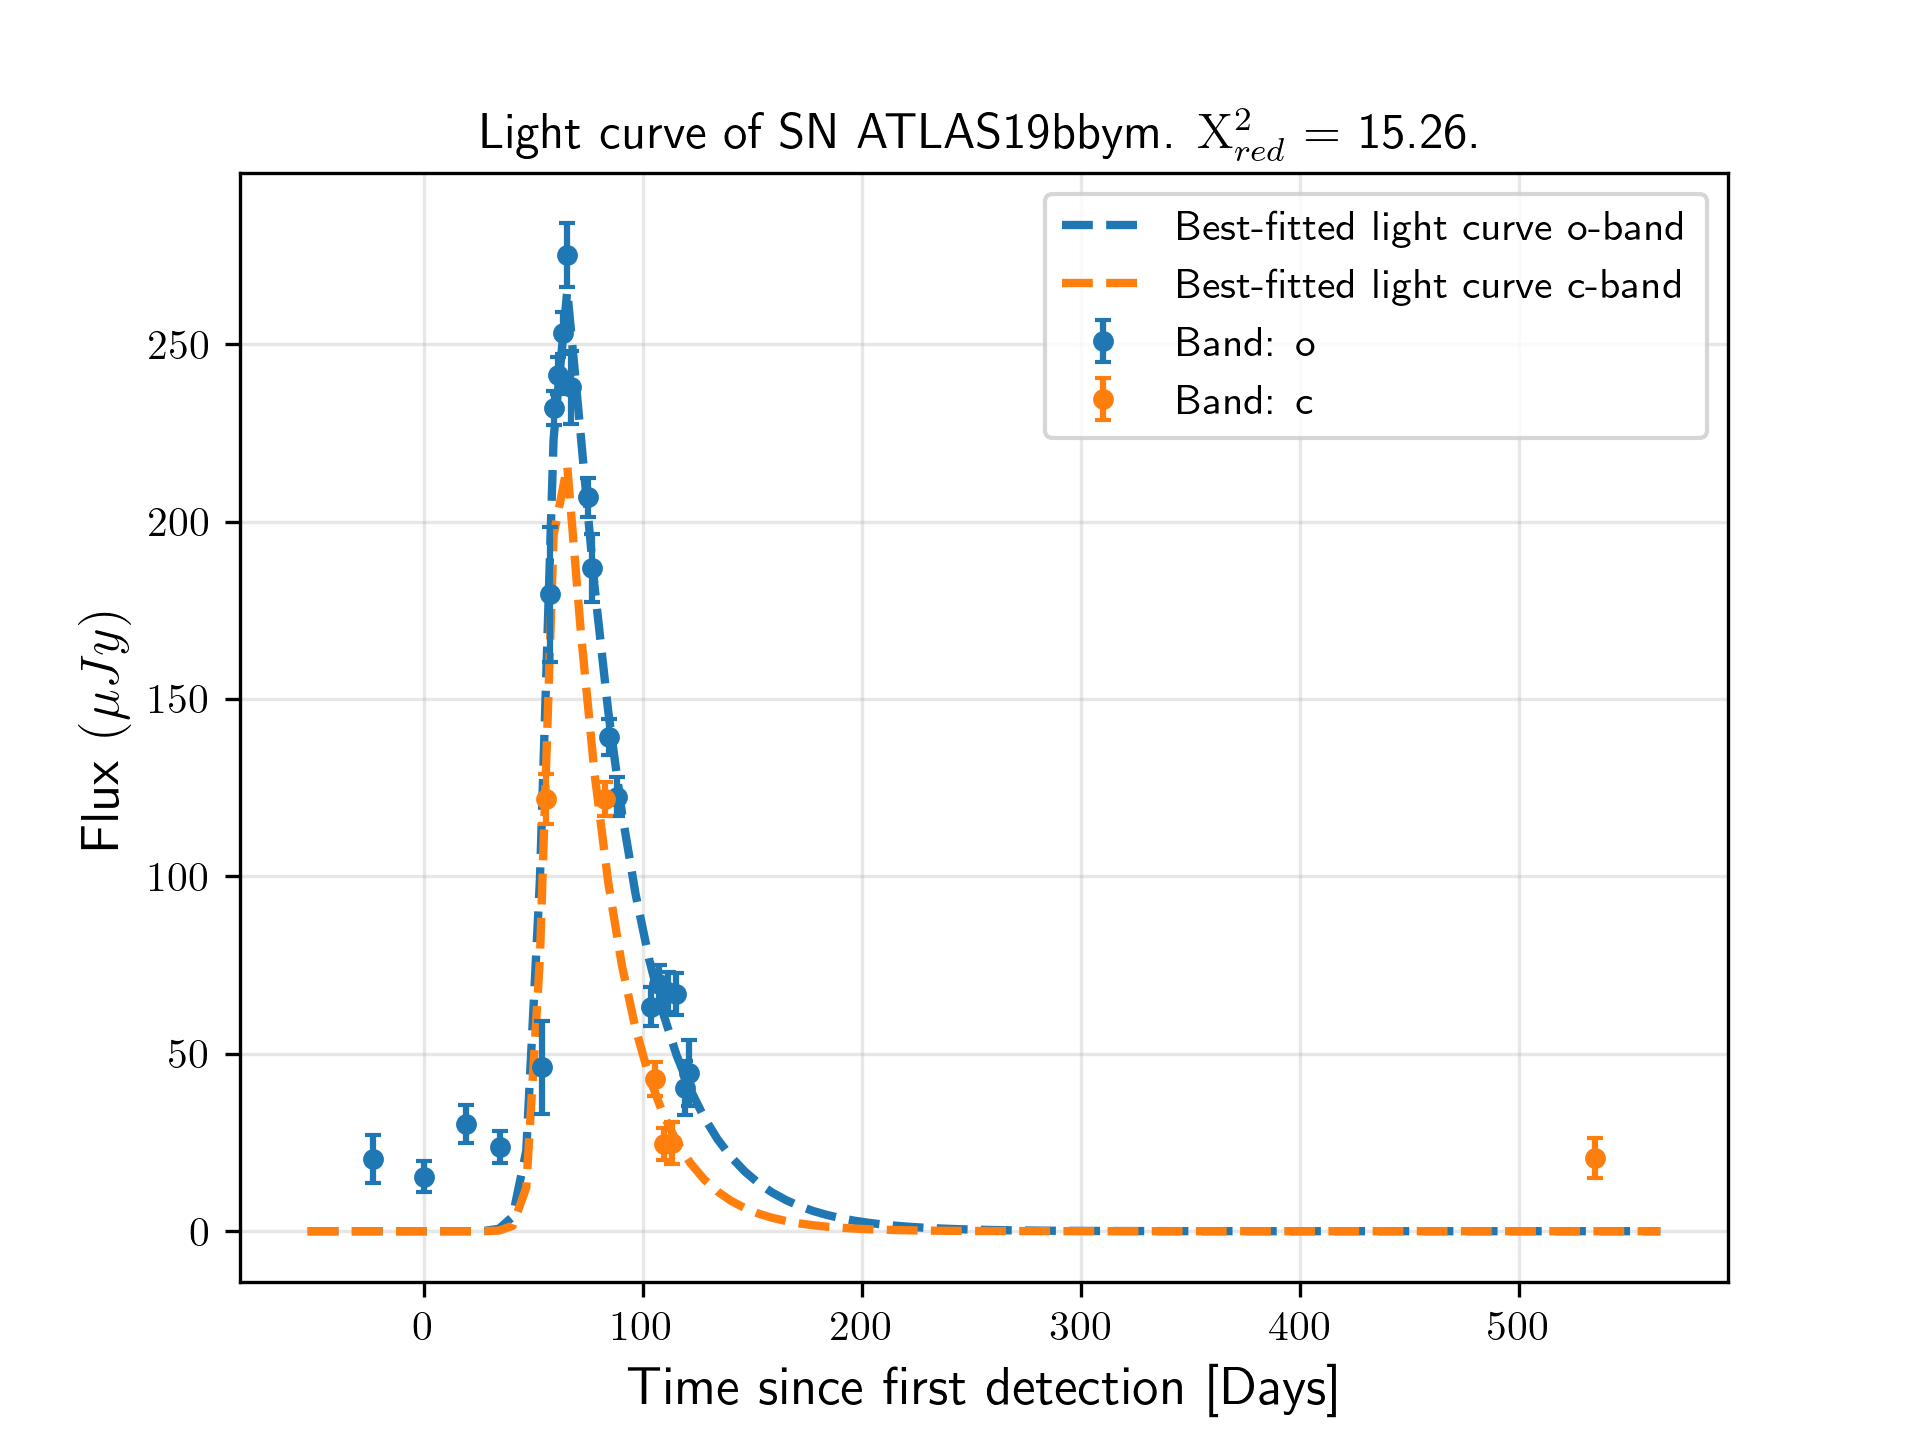 Light curve of SN ATLAS19bbym. X²red = 15.26.
Best-fitted light curve o-band
Best-fitted light curve c-band
Band: o
Band: c
250
200
150
100
50
0
Flux (μJy)
0 100 200 300 400 500
Time since first detection [Days]